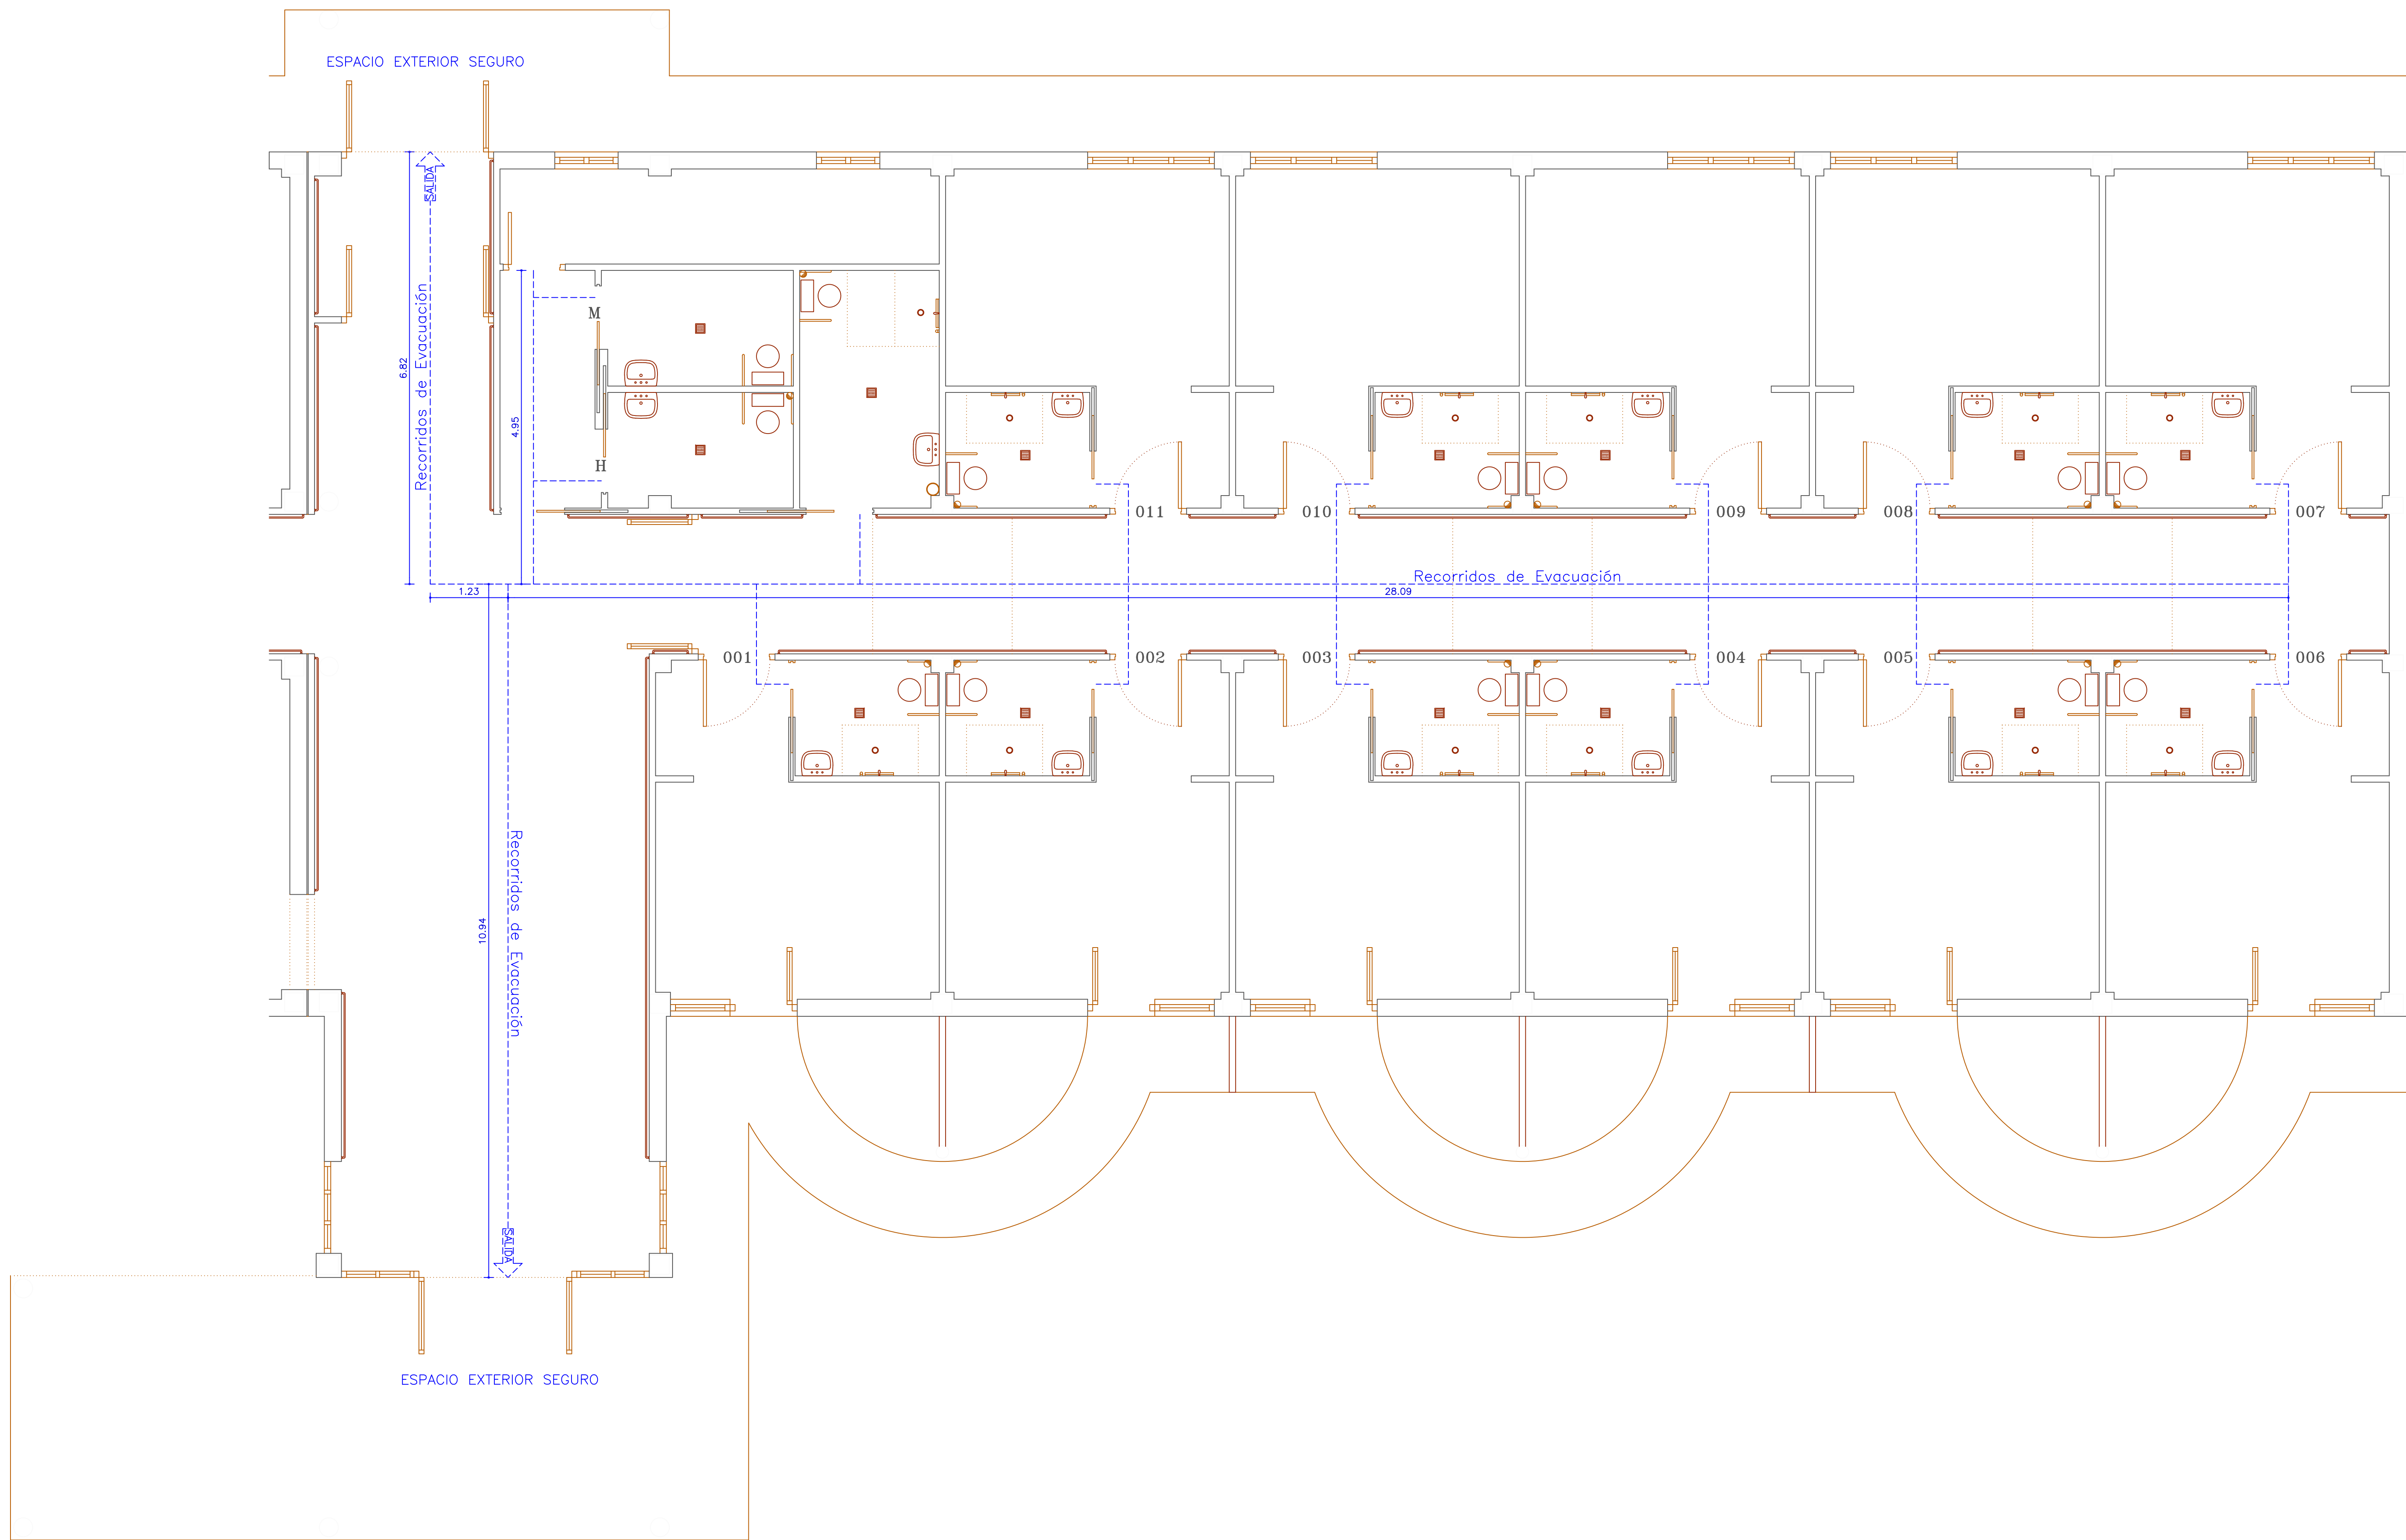 ESPACIO EXTERIOR SEGURO
SALIDA
Recorridos de Evacuación
6.82
4.95
M
H
011
010
009
008
007
Recorridos de Evacuación
1.23
28.09
001
002
003
004
005
006
Recorridos de Evacuación
10.94
SALIDA
ESPACIO EXTERIOR SEGURO